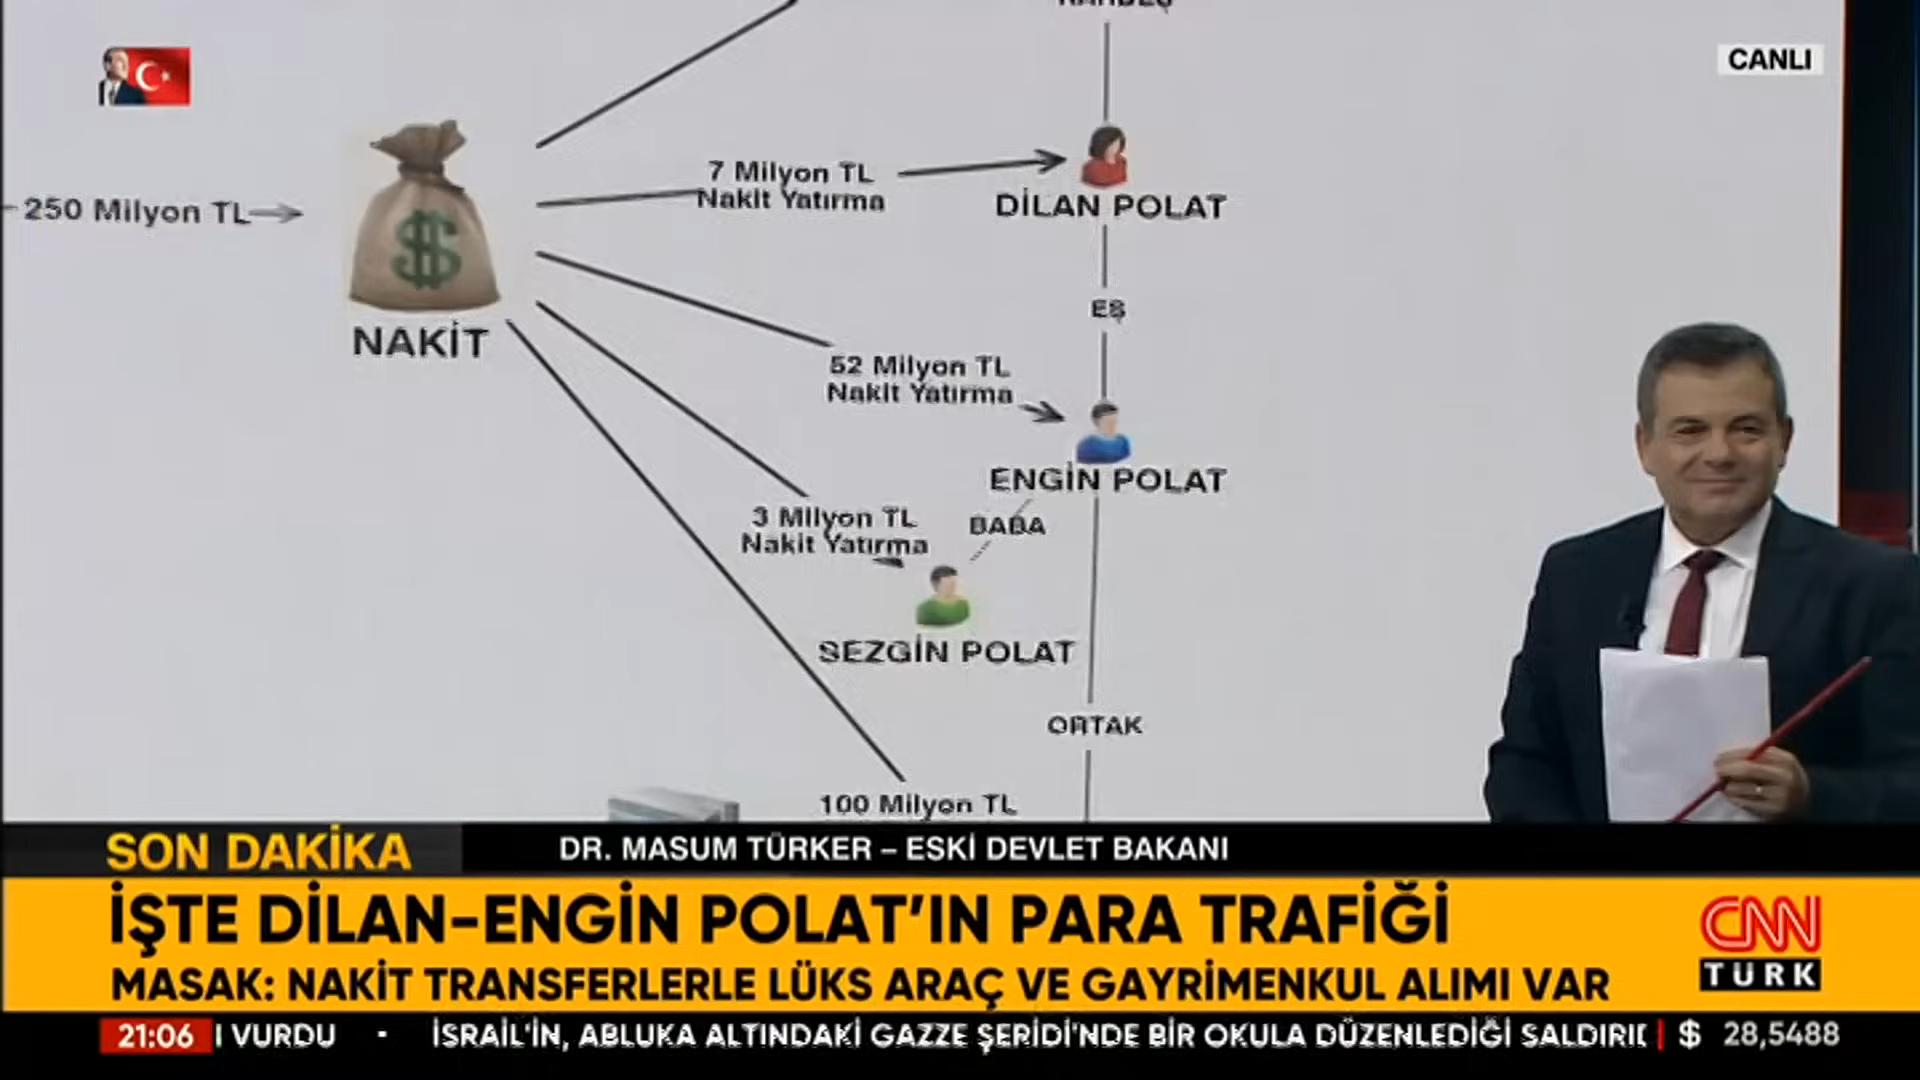 CANLI
7 Milyon TL
Nakit Yatırma
250 Milyon TL
$
DİLAN POLAT
EŞ
NAKİT
52 Milyon TL
Nakit Yatırma
ENGİN POLAT
3 Milyon TL
Nakit Yatırma
BABA
SEZGİN POLAT
ORTAK
100 Milyon TL
SON DAKİKA
DR. MASUM TÜRKER – ESKİ DEVLET BAKANI
İŞTE DİLAN-ENGİN POLAT'IN PARA TRAFİĞİ
MASAK: NAKİT TRANSFERLERLE LÜKS ARAÇ VE GAYRİMENKUL ALIMI VAR
CNN
TÜRK
21:06 I VURDU • İSRAİL'İN, ABLUKA ALTINDAKİ GAZZE ŞERİDİ'NDE BİR OKULA DÜZENLEDİĞİ $ 28,5488